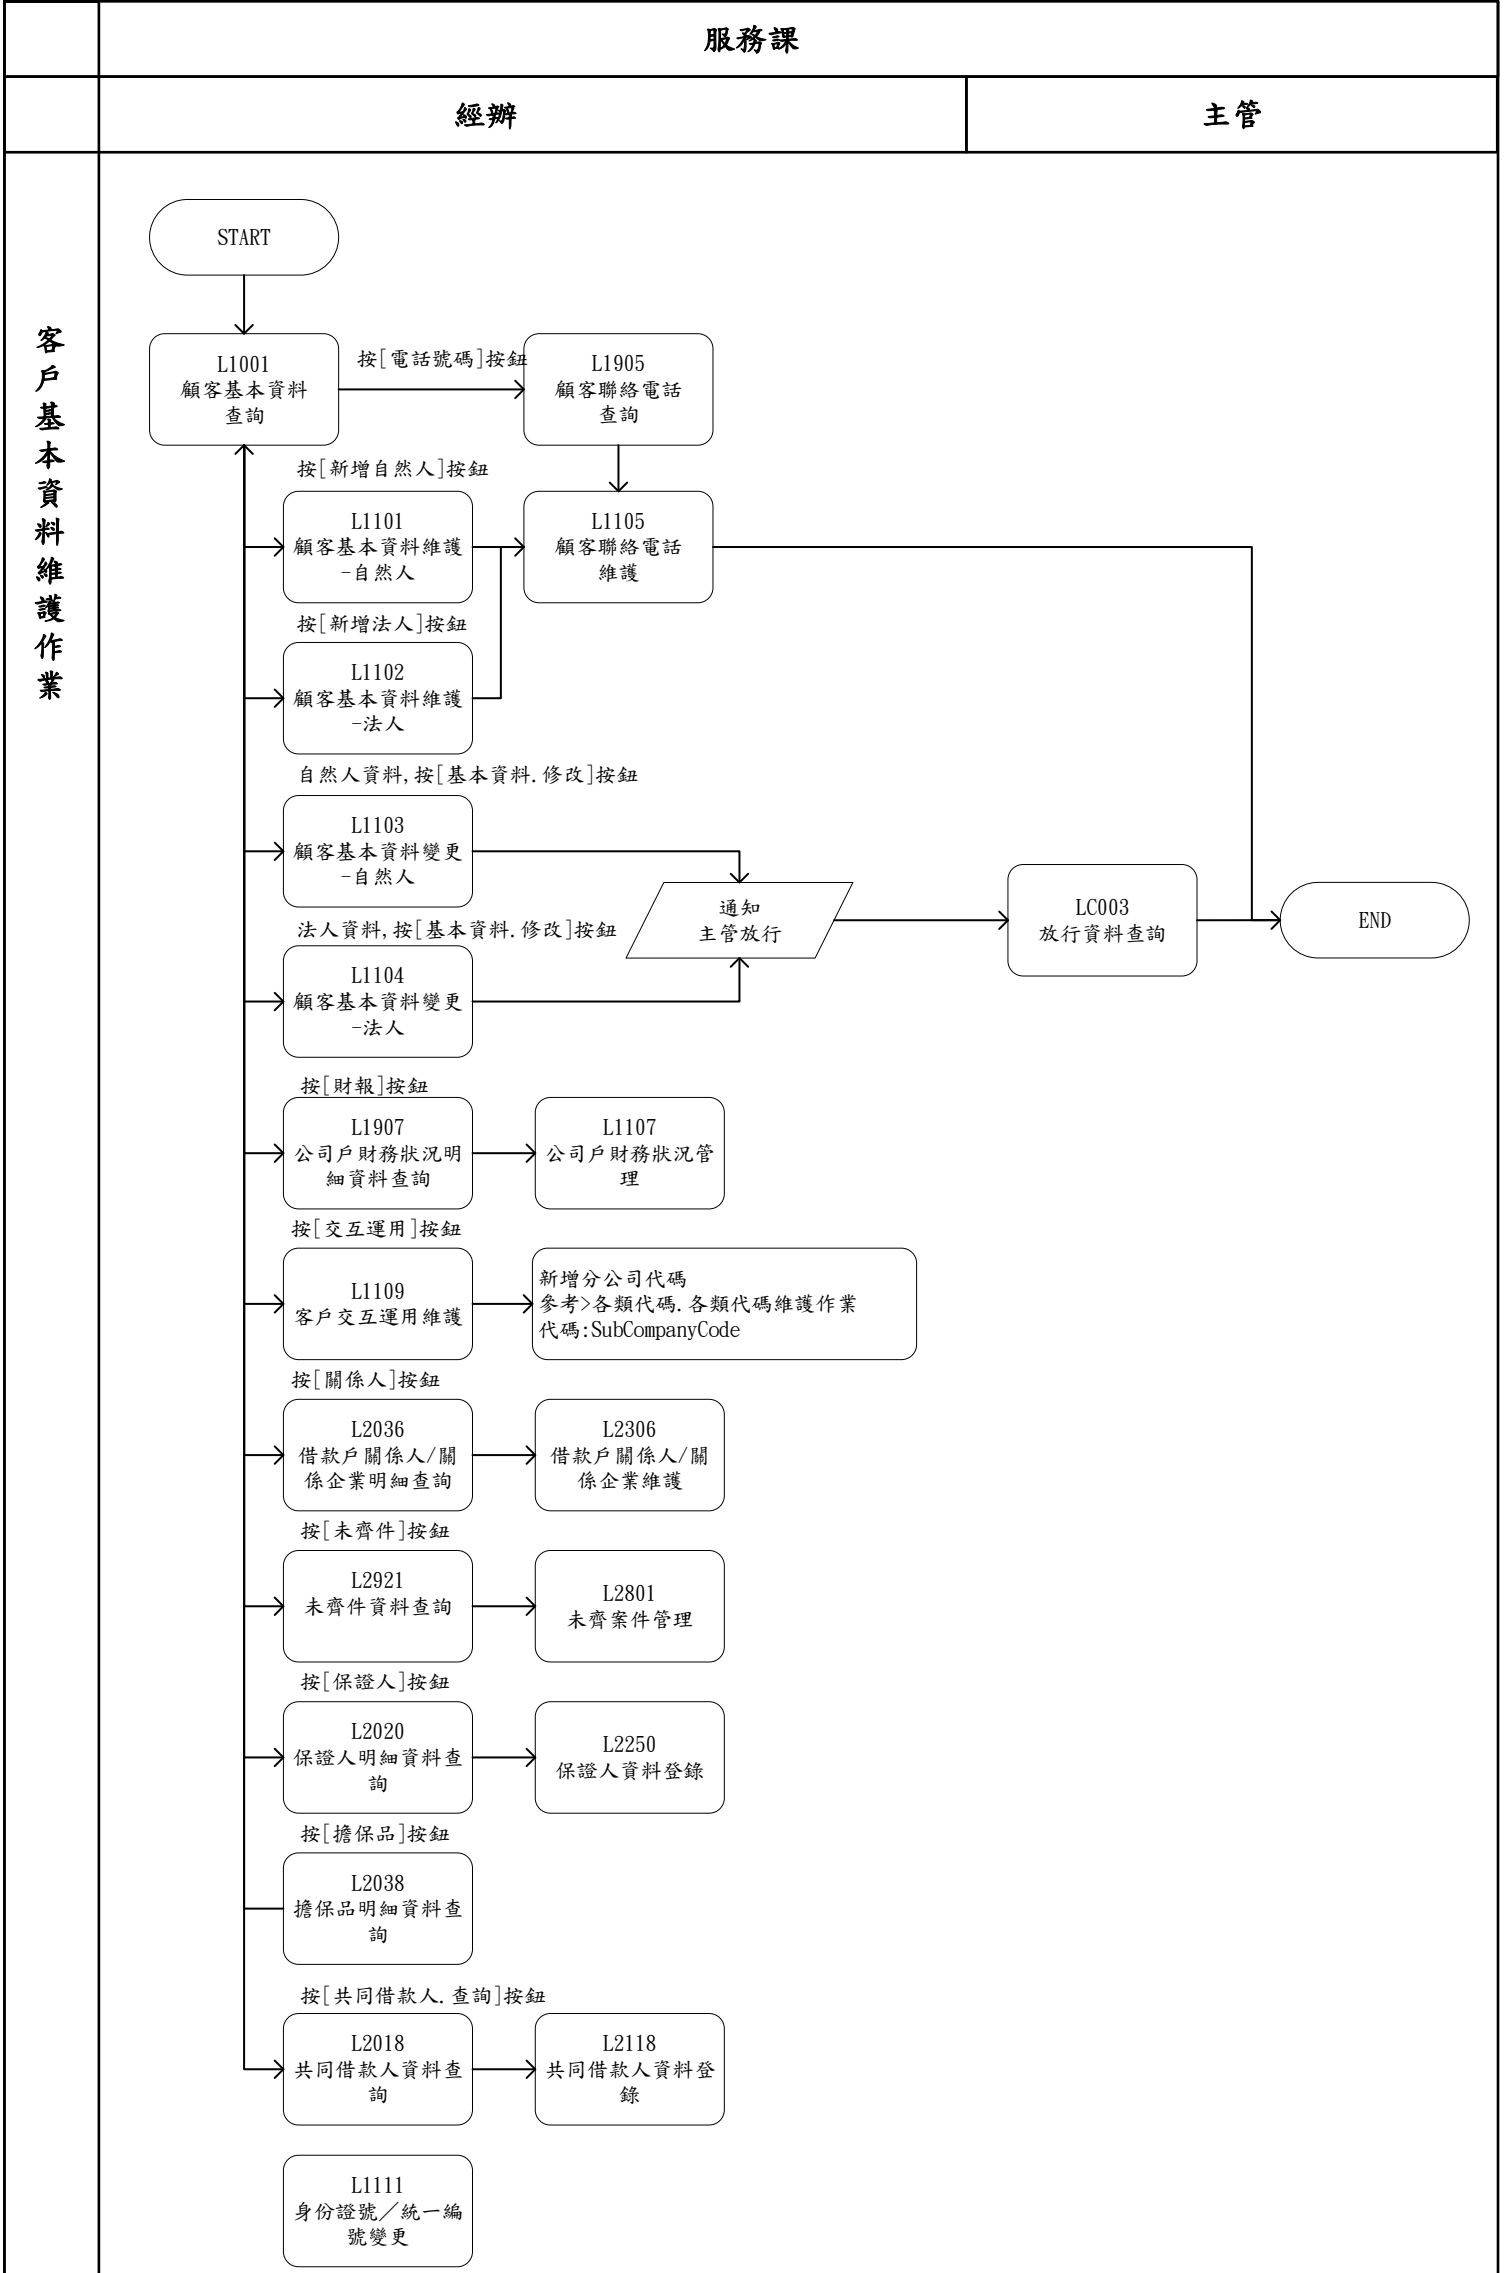 服務課
經辦
主管
客戶基本資料維護作業
START
L1001
顧客基本資料
查詢
按[電話號碼]按鈕
L1905
顧客聯絡電話
查詢
按[新增自然人]按鈕
L1101
顧客基本資料維護
-自然人
L1105
顧客聯絡電話
維護
按[新增法人]按鈕
L1102
顧客基本資料維護
-法人
自然人資料,按[基本資料.修改]按鈕
L1103
顧客基本資料變更
-自然人
通知
主管放行
LC003
放行資料查詢
END
法人資料,按[基本資料.修改]按鈕
L1104
顧客基本資料變更
-法人
按[財報]按鈕
L1907
公司戶財務狀況明
細資料查詢
L1107
公司戶財務狀況管
理
按[交互運用]按鈕
L1109
客戶交互運用維護
新增分公司代碼
參考>各類代碼.各類代碼維護作業
代碼:SubCompanyCode
按[關係人]按鈕
L2036
借款戶關係人/關
係企業明細查詢
L2306
借款戶關係人/關
係企業維護
按[未齊件]按鈕
L2921
未齊件資料查詢
L2801
未齊案件管理
按[保證人]按鈕
L2020
保證人明細資料查
詢
L2250
保證人資料登錄
按[擔保品]按鈕
L2038
擔保品明細資料查
詢
按[共同借款人.查詢]按鈕
L2018
共同借款人資料查
詢
L2118
共同借款人資料登
錄
L1111
身份證號／統一編
號變更